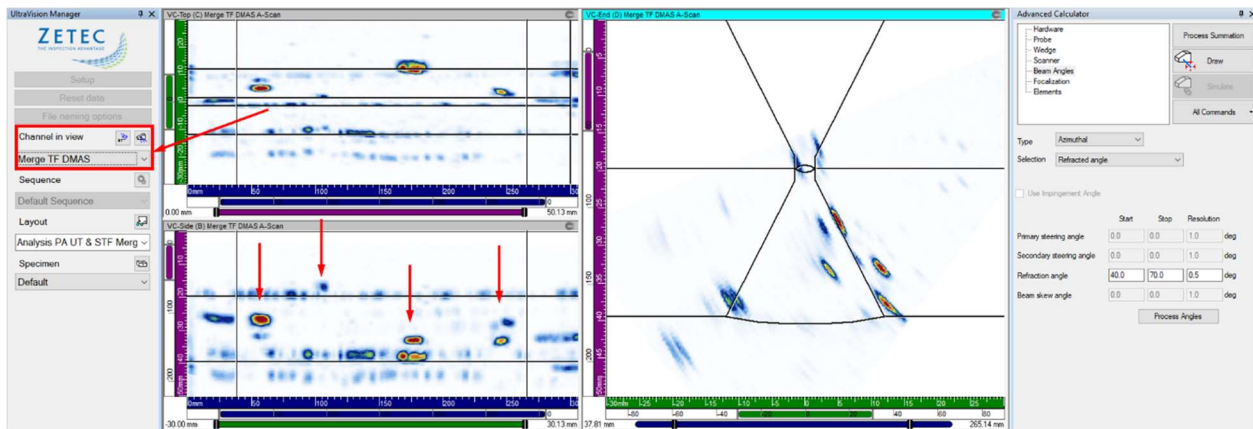 UltraVision Manager
ZETEC
THE INSPECTION ADVANTAGE
Setup
Reset data
File naming options
Channel in view
Merge TF DMAS
Sequence
Default Sequence
Layout
Analysis PA UT & STF Merg
Specimen
Default
VC-Top (C) Merge TF DMAS A-Scan
0.00 mm
50.13 mm
VC-Side (B) Merge TF DMAS A-Scan
-30.00 mm
30.13 mm
VC-End (D) Merge TF DMAS A-Scan
37.81 mm
265.14 mm
Advanced Calculator
Hardware
Probe
Wedge
Scanner
Beam Angles
Focalization
Elements
Process Summation
Draw
Simulate
All Commands
Type
Azimuthal
Selection
Refracted angle
Use Impingement Angle
Start Stop Resolution
Primary steering angle 0.0 0.0 1.0 deg
Secondary steering angle 0.0 0.0 1.0 deg
Refraction angle 40.0 70.0 0.5 deg
Beam skew angle 0.0 0.0 1.0 deg
Process Angles